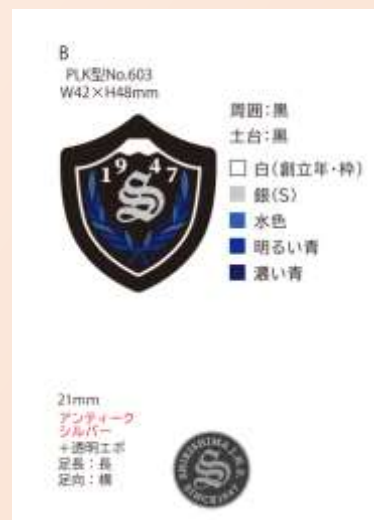 B
PLK型No.603
W42×H48mm
周囲:黒
土台:黒
白(創立年・枠)
銀(S)
水色
明るい青
濃い青
1947
S
21mm
アンティーク
シルバー
+透明エポ
足長:長
足向:横
S
SINCE 1947